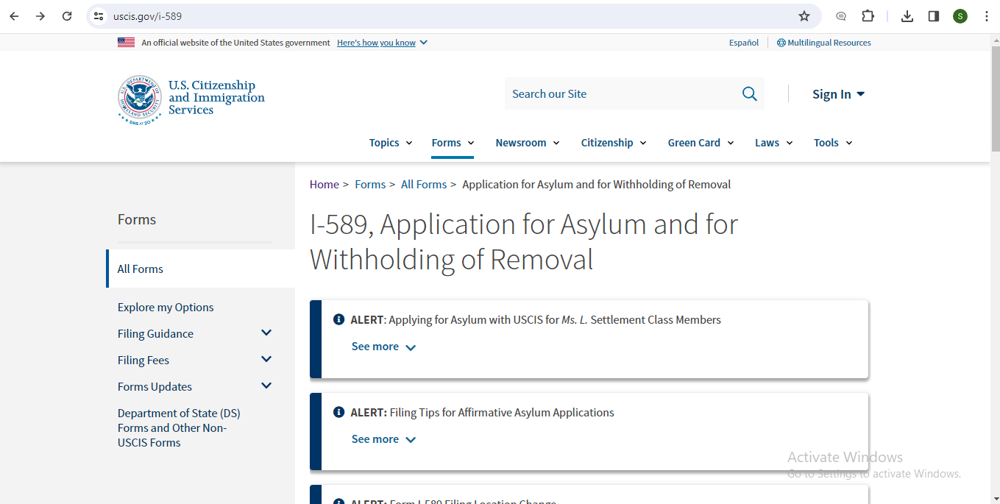 uscis.gov/i-589
S
An official website of the United States government Here's how you know
Español
Multilingual Resources
U.S. Citizenship
and Immigration
Services
Search our Site
Sign In
Topics
Forms
Newsroom
Citizenship
Green Card
Laws
Tools
Home > Forms > All Forms > Application for Asylum and for Withholding of Removal
Forms
All Forms
Explore my Options
Filing Guidance
Filing Fees
Forms Updates
Department of State (DS)
Forms and Other Non-
USCIS Forms
I-589, Application for Asylum and for
Withholding of Removal
ALERT: Applying for Asylum with USCIS for Ms. L. Settlement Class Members
See more
ALERT: Filing Tips for Affirmative Asylum Applications
See more
ALERT: Form I-589 Filing Location Change
Activate Windows
Go to Settings to activate Windows.